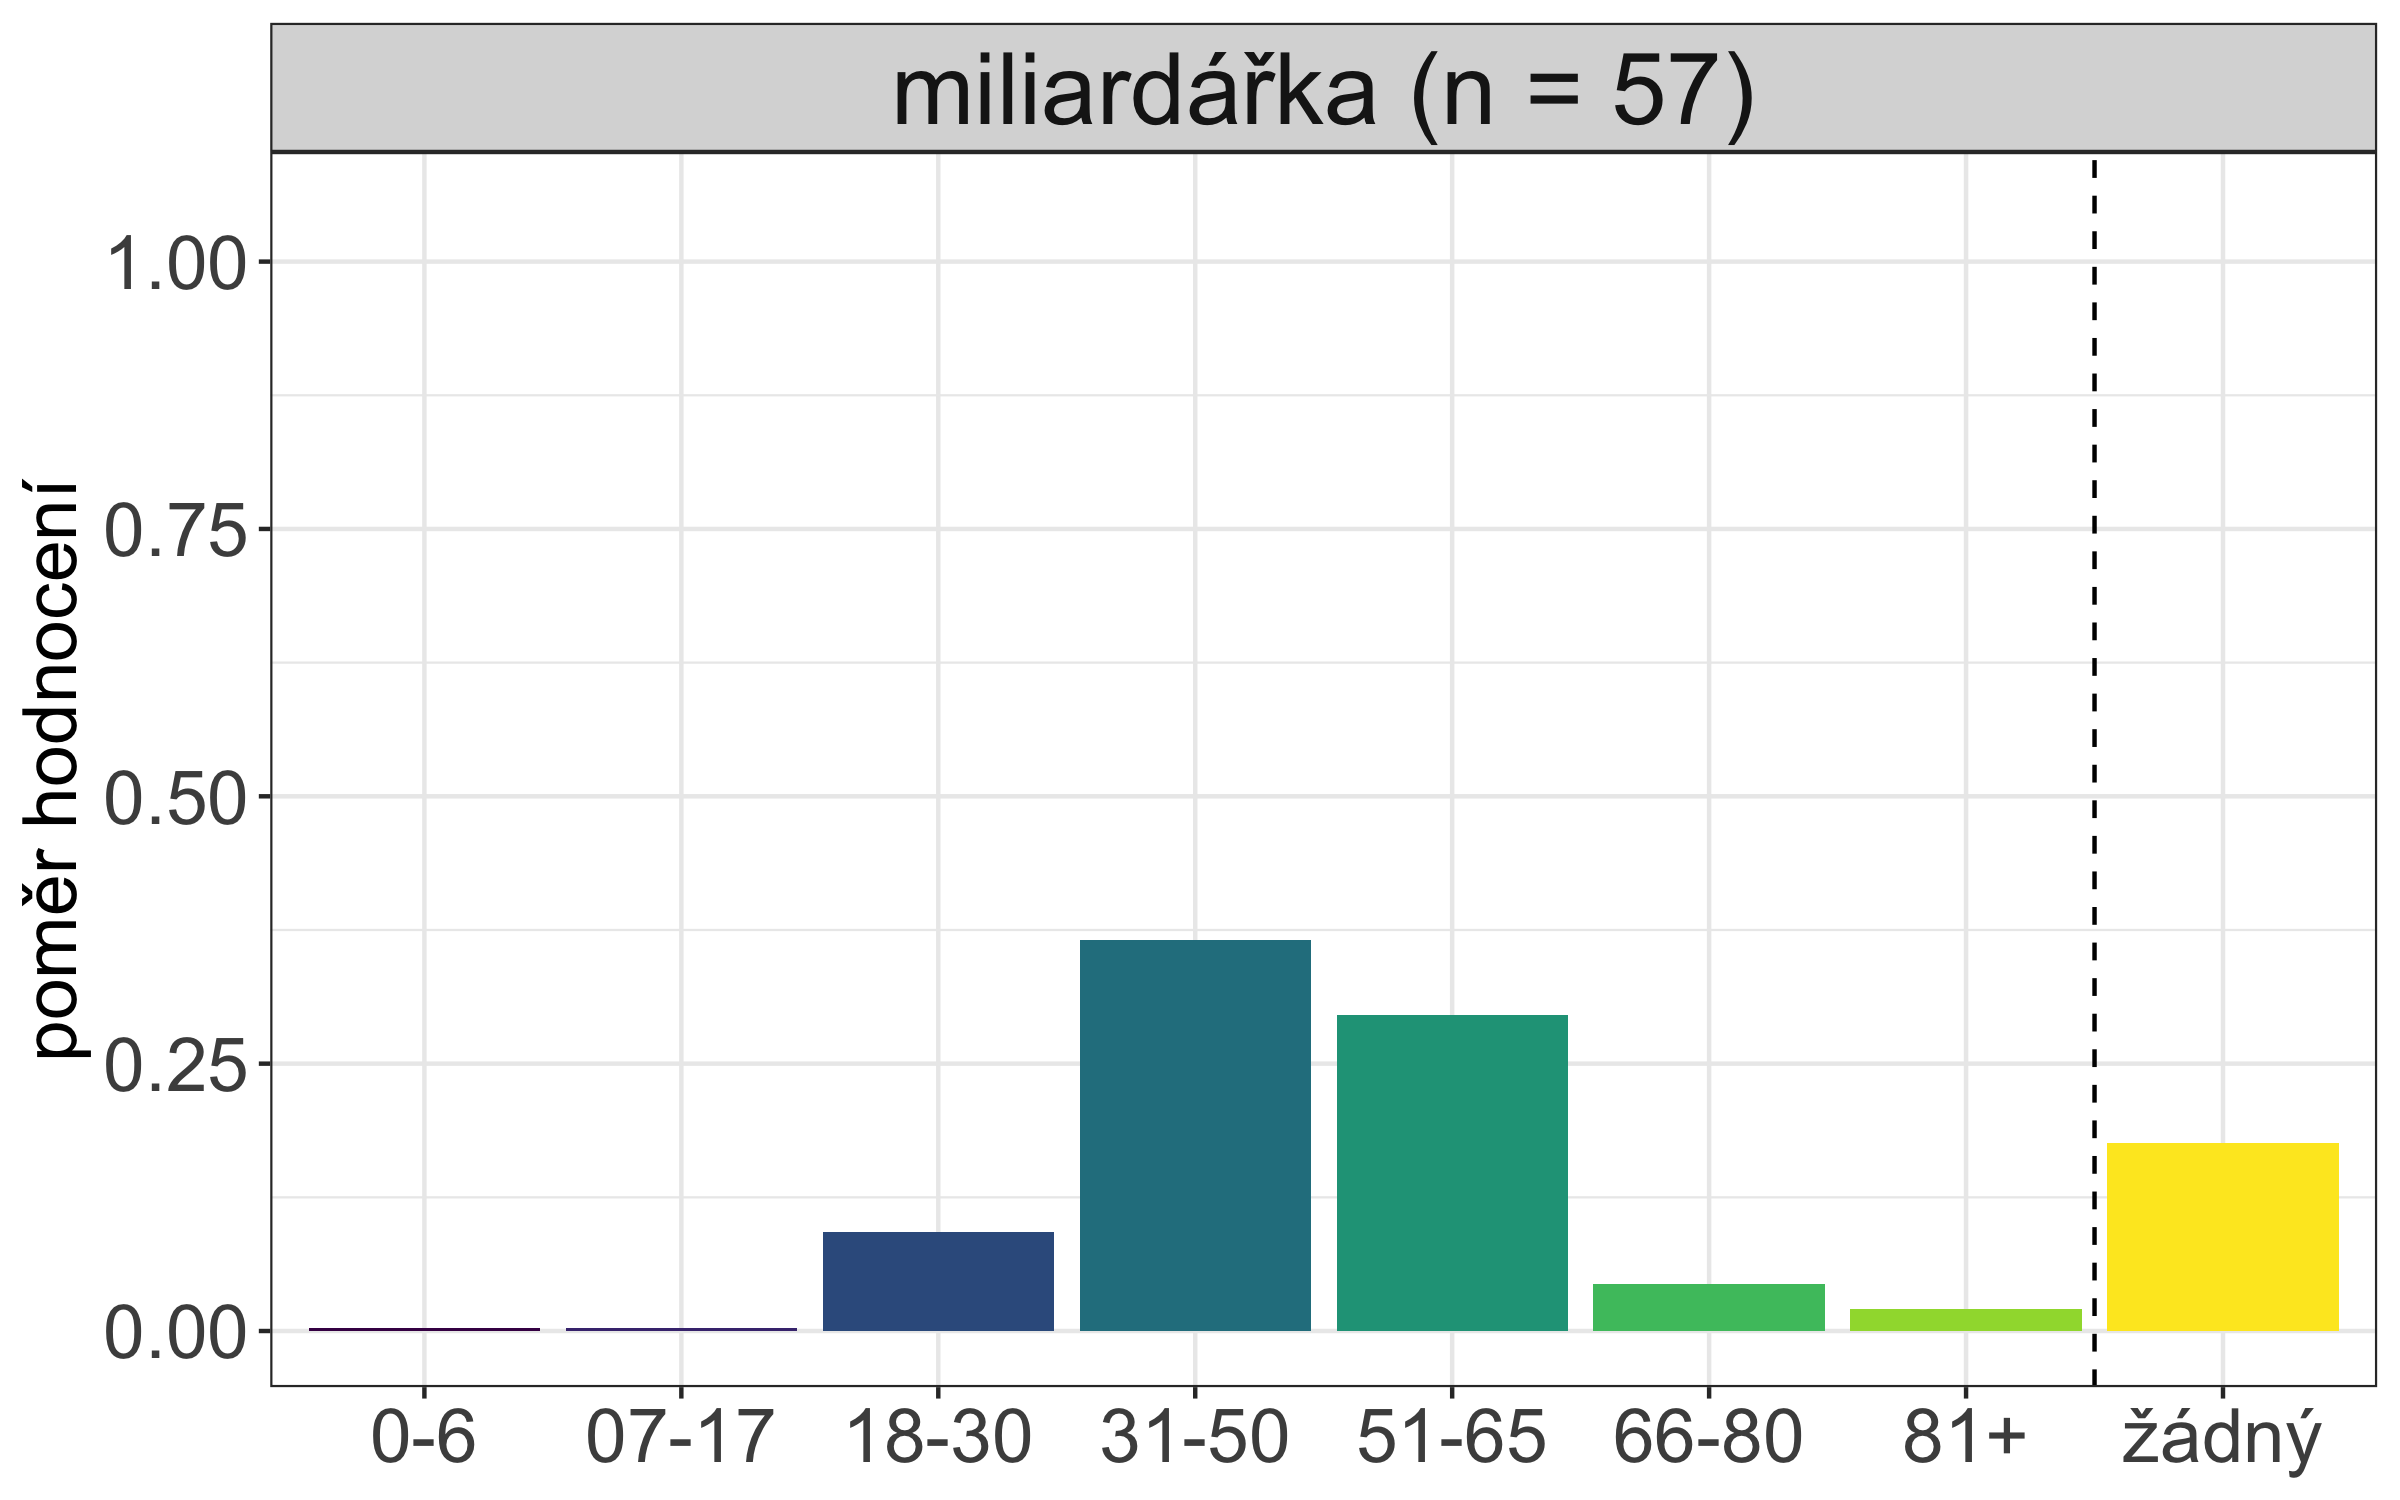 miliardářka (n = 57)
poměr hodnocení
1.00
0.75
0.50
0.25
0.00
0-6 07-17 18-30 31-50 51-65 66-80 81+ žádný